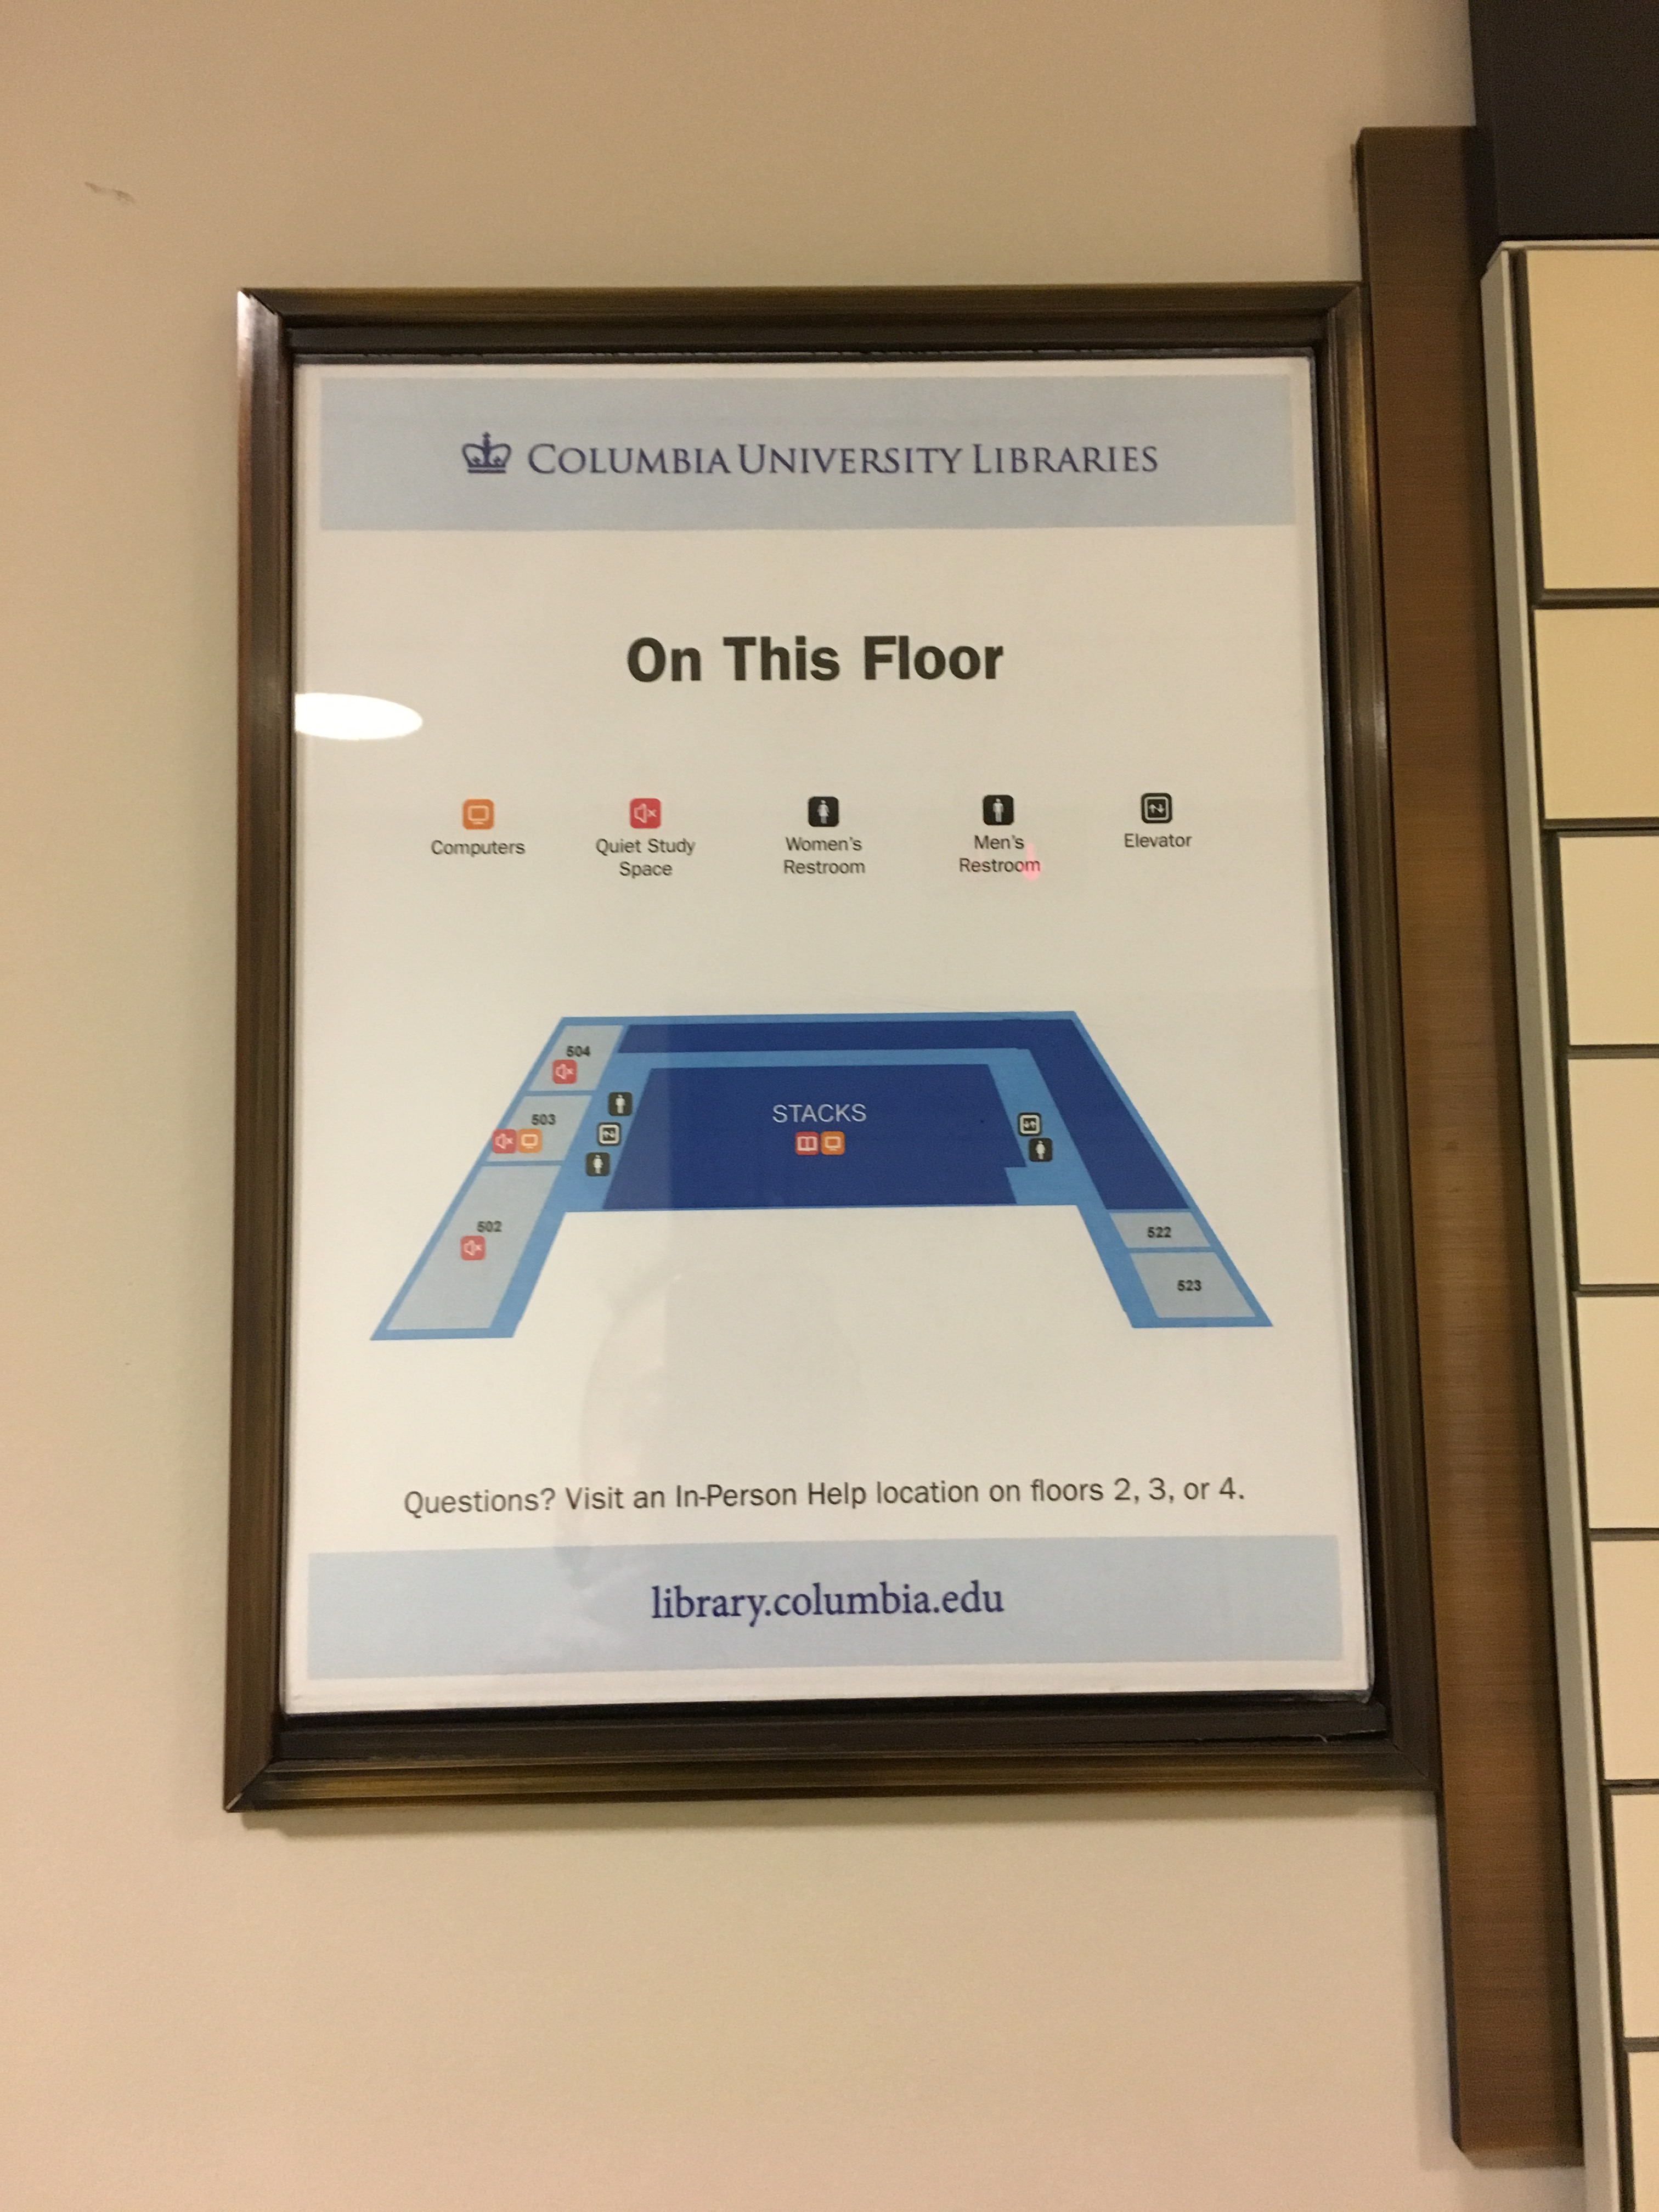 COLUMBIA UNIVERSITY LIBRARIES
On This Floor
Computers
Quiet Study
Space
Women's
Restroom
Men's
Restroom
Elevator
504
503
502
STACKS
522
523
Questions? Visit an In-Person Help location on floors 2, 3, or 4.
library.columbia.edu